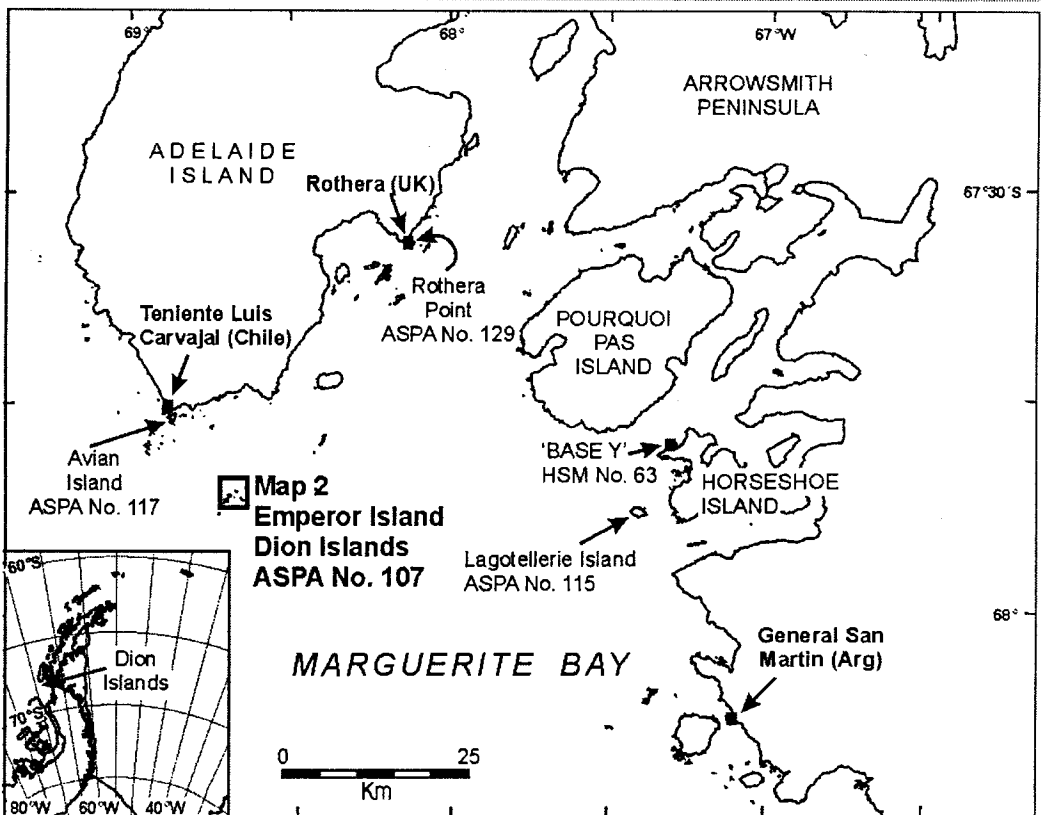 69°
68°
67°W
ARROWSMITH
PENINSULA
ADELAIDE
ISLAND
Rothera (UK)
67°30´S
Rothera
Point
ASPA No. 129
Teniente Luis
Carvajal (Chile)
POURQUOI
PAS
ISLAND
Avian
Island
ASPA No. 117
'BASE Y'
HSM No. 63
HORSESHOE
ISLAND
Map 2
Emperor Island
Dion Islands
ASPA No. 107
Lagotellerie Island
ASPA No. 115
60°S
68°
General San
Martin (Arg)
Dion
Islands
MARGUERITE BAY
70°S
0
25
Km
80°W
60°W
40°W